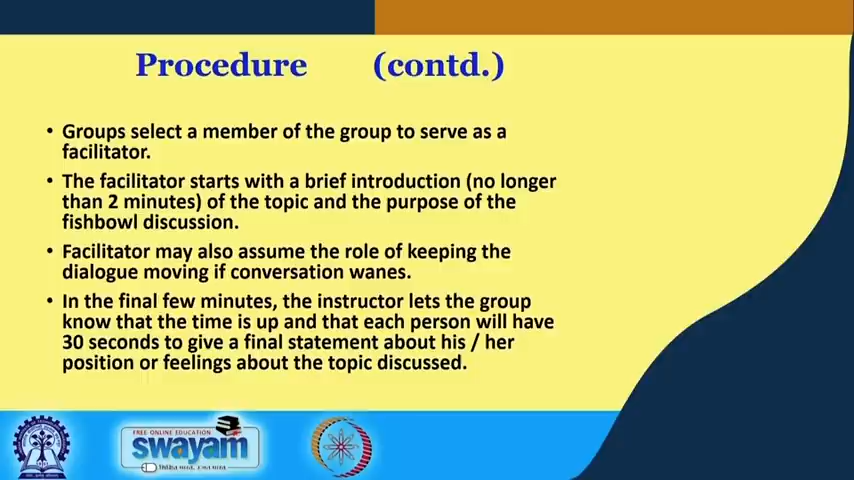 Procedure (contd.)
• Groups select a member of the group to serve as a
facilitator.
• The facilitator starts with a brief introduction (no longer
than 2 minutes) of the topic and the purpose of the
fishbowl discussion.
• Facilitator may also assume the role of keeping the
dialogue moving if conversation wanes.
• In the final few minutes, the instructor lets the group
know that the time is up and that each person will have
30 seconds to give a final statement about his / her
position or feelings about the topic discussed.
FREE ONLINE EDUCATION
swayam